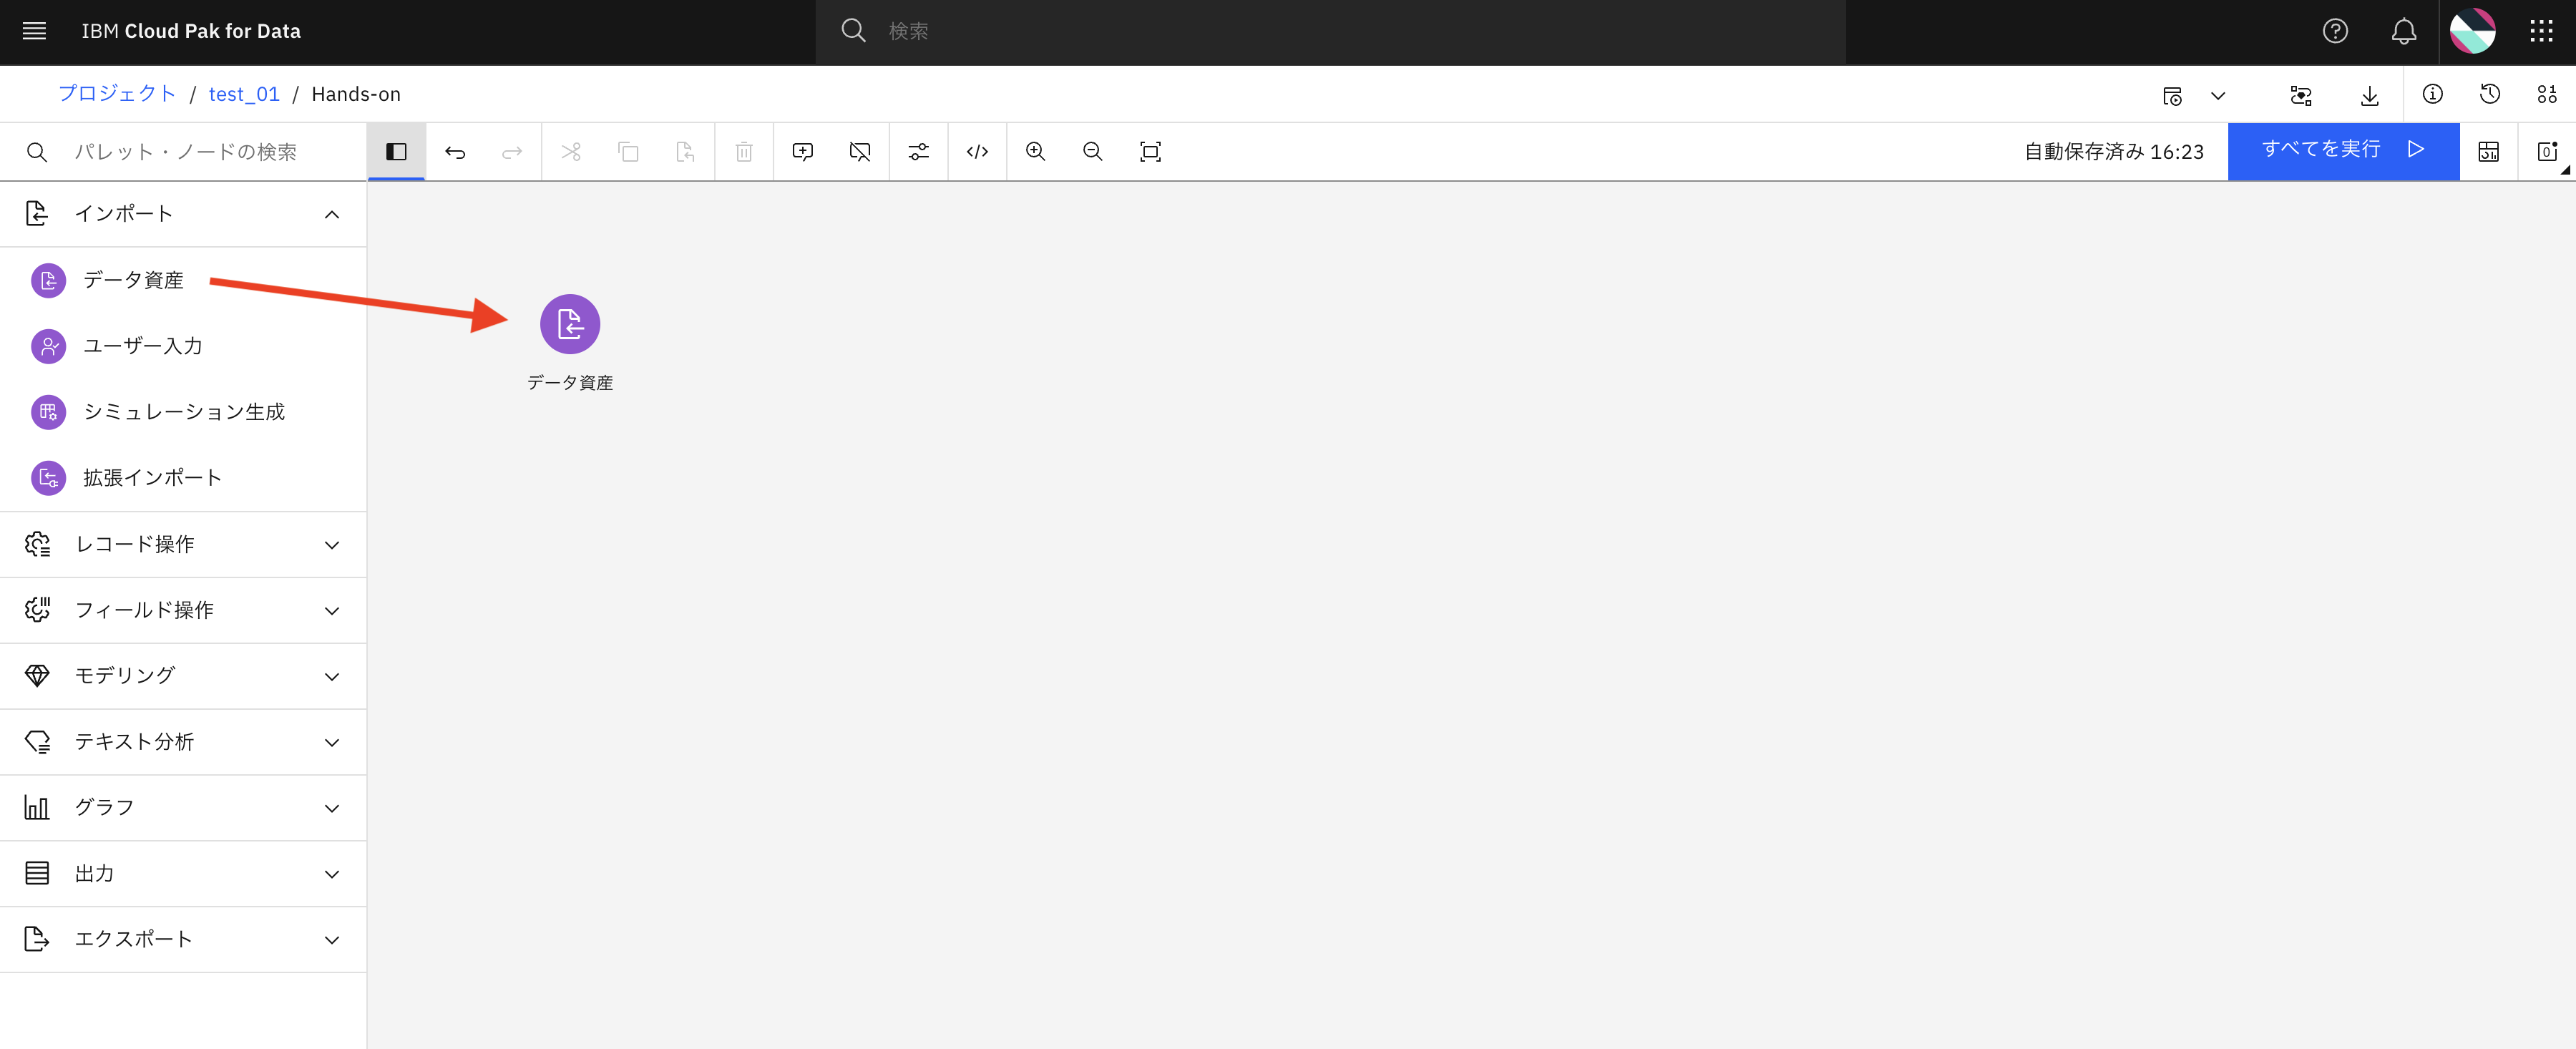 IBM Cloud Pak for Data
検索
プロジェクト / test_01 / Hands-on
パレット・ノードの検索
自動保存済み 16:23
すべてを実行
0
インポート
データ資産
ユーザー入力
シミュレーション生成
拡張インポート
レコード操作
フィールド操作
モデリング
テキスト分析
グラフ
出力
エクスポート
データ資産